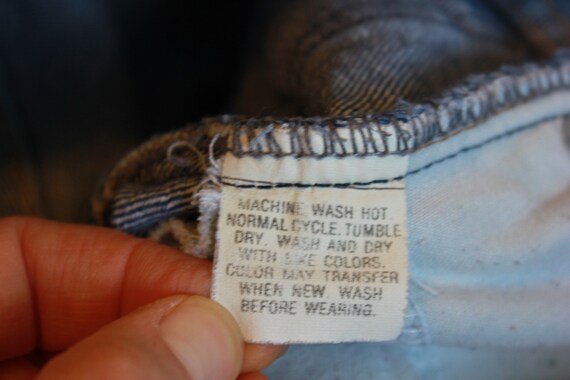 MACHINE WASH HOT.
NORMAL CYCLE. TUMBLE
DRY. WASH AND DRY
WITH LIKE COLORS.
COLOR MAY TRANSFER
WHEN NEW. WASH
BEFORE WEARING.